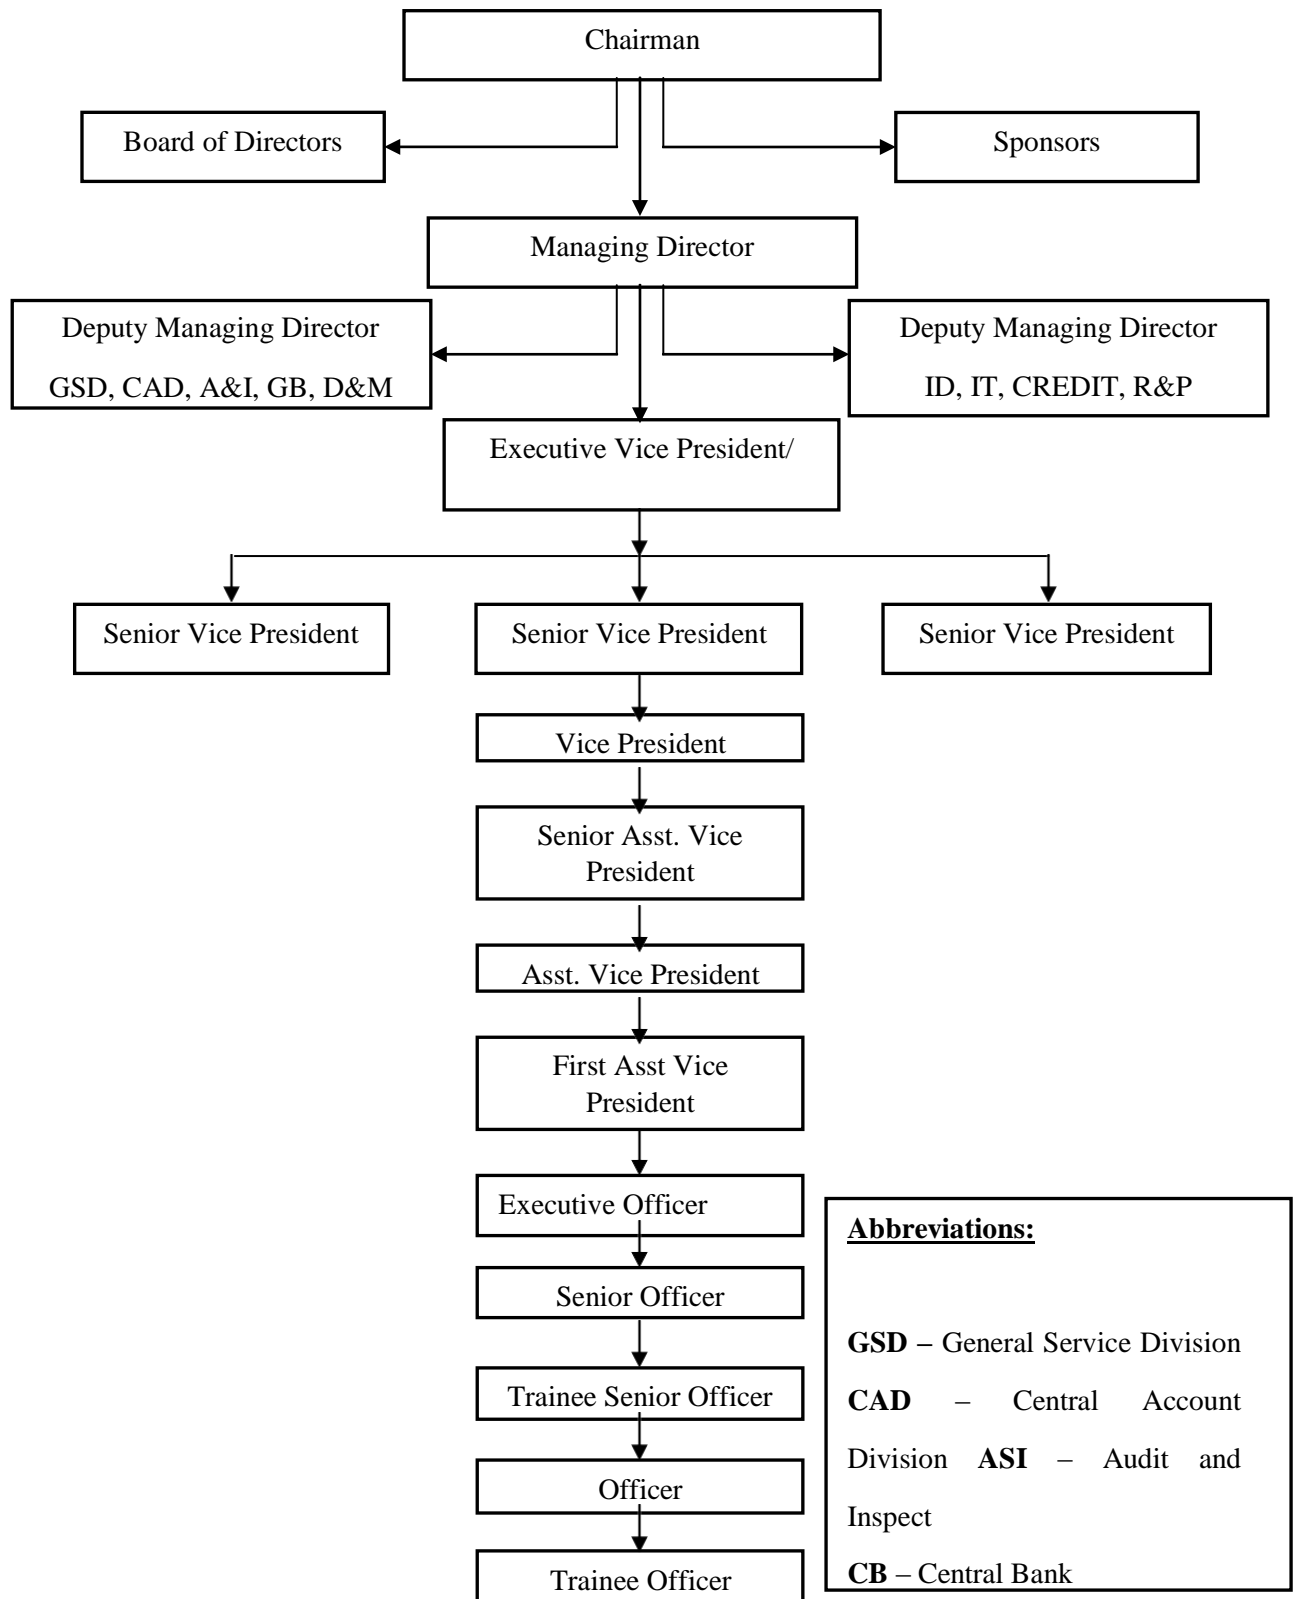 Chairman
Board of Directors
Sponsors
Managing Director
Deputy Managing Director
GSD, CAD, A&I, GB, D&M
Deputy Managing Director
ID, IT, CREDIT, R&P
Executive Vice President/
Senior Vice President
Senior Vice President
Senior Vice President
Vice President
Senior Asst. Vice
President
Asst. Vice President
First Asst Vice
President
Executive Officer
Senior Officer
Trainee Senior Officer
Officer
Trainee Officer
Abbreviations:
GSD – General Service Division
CAD – Central Account
Division ASI – Audit and
Inspect
CB – Central Bank